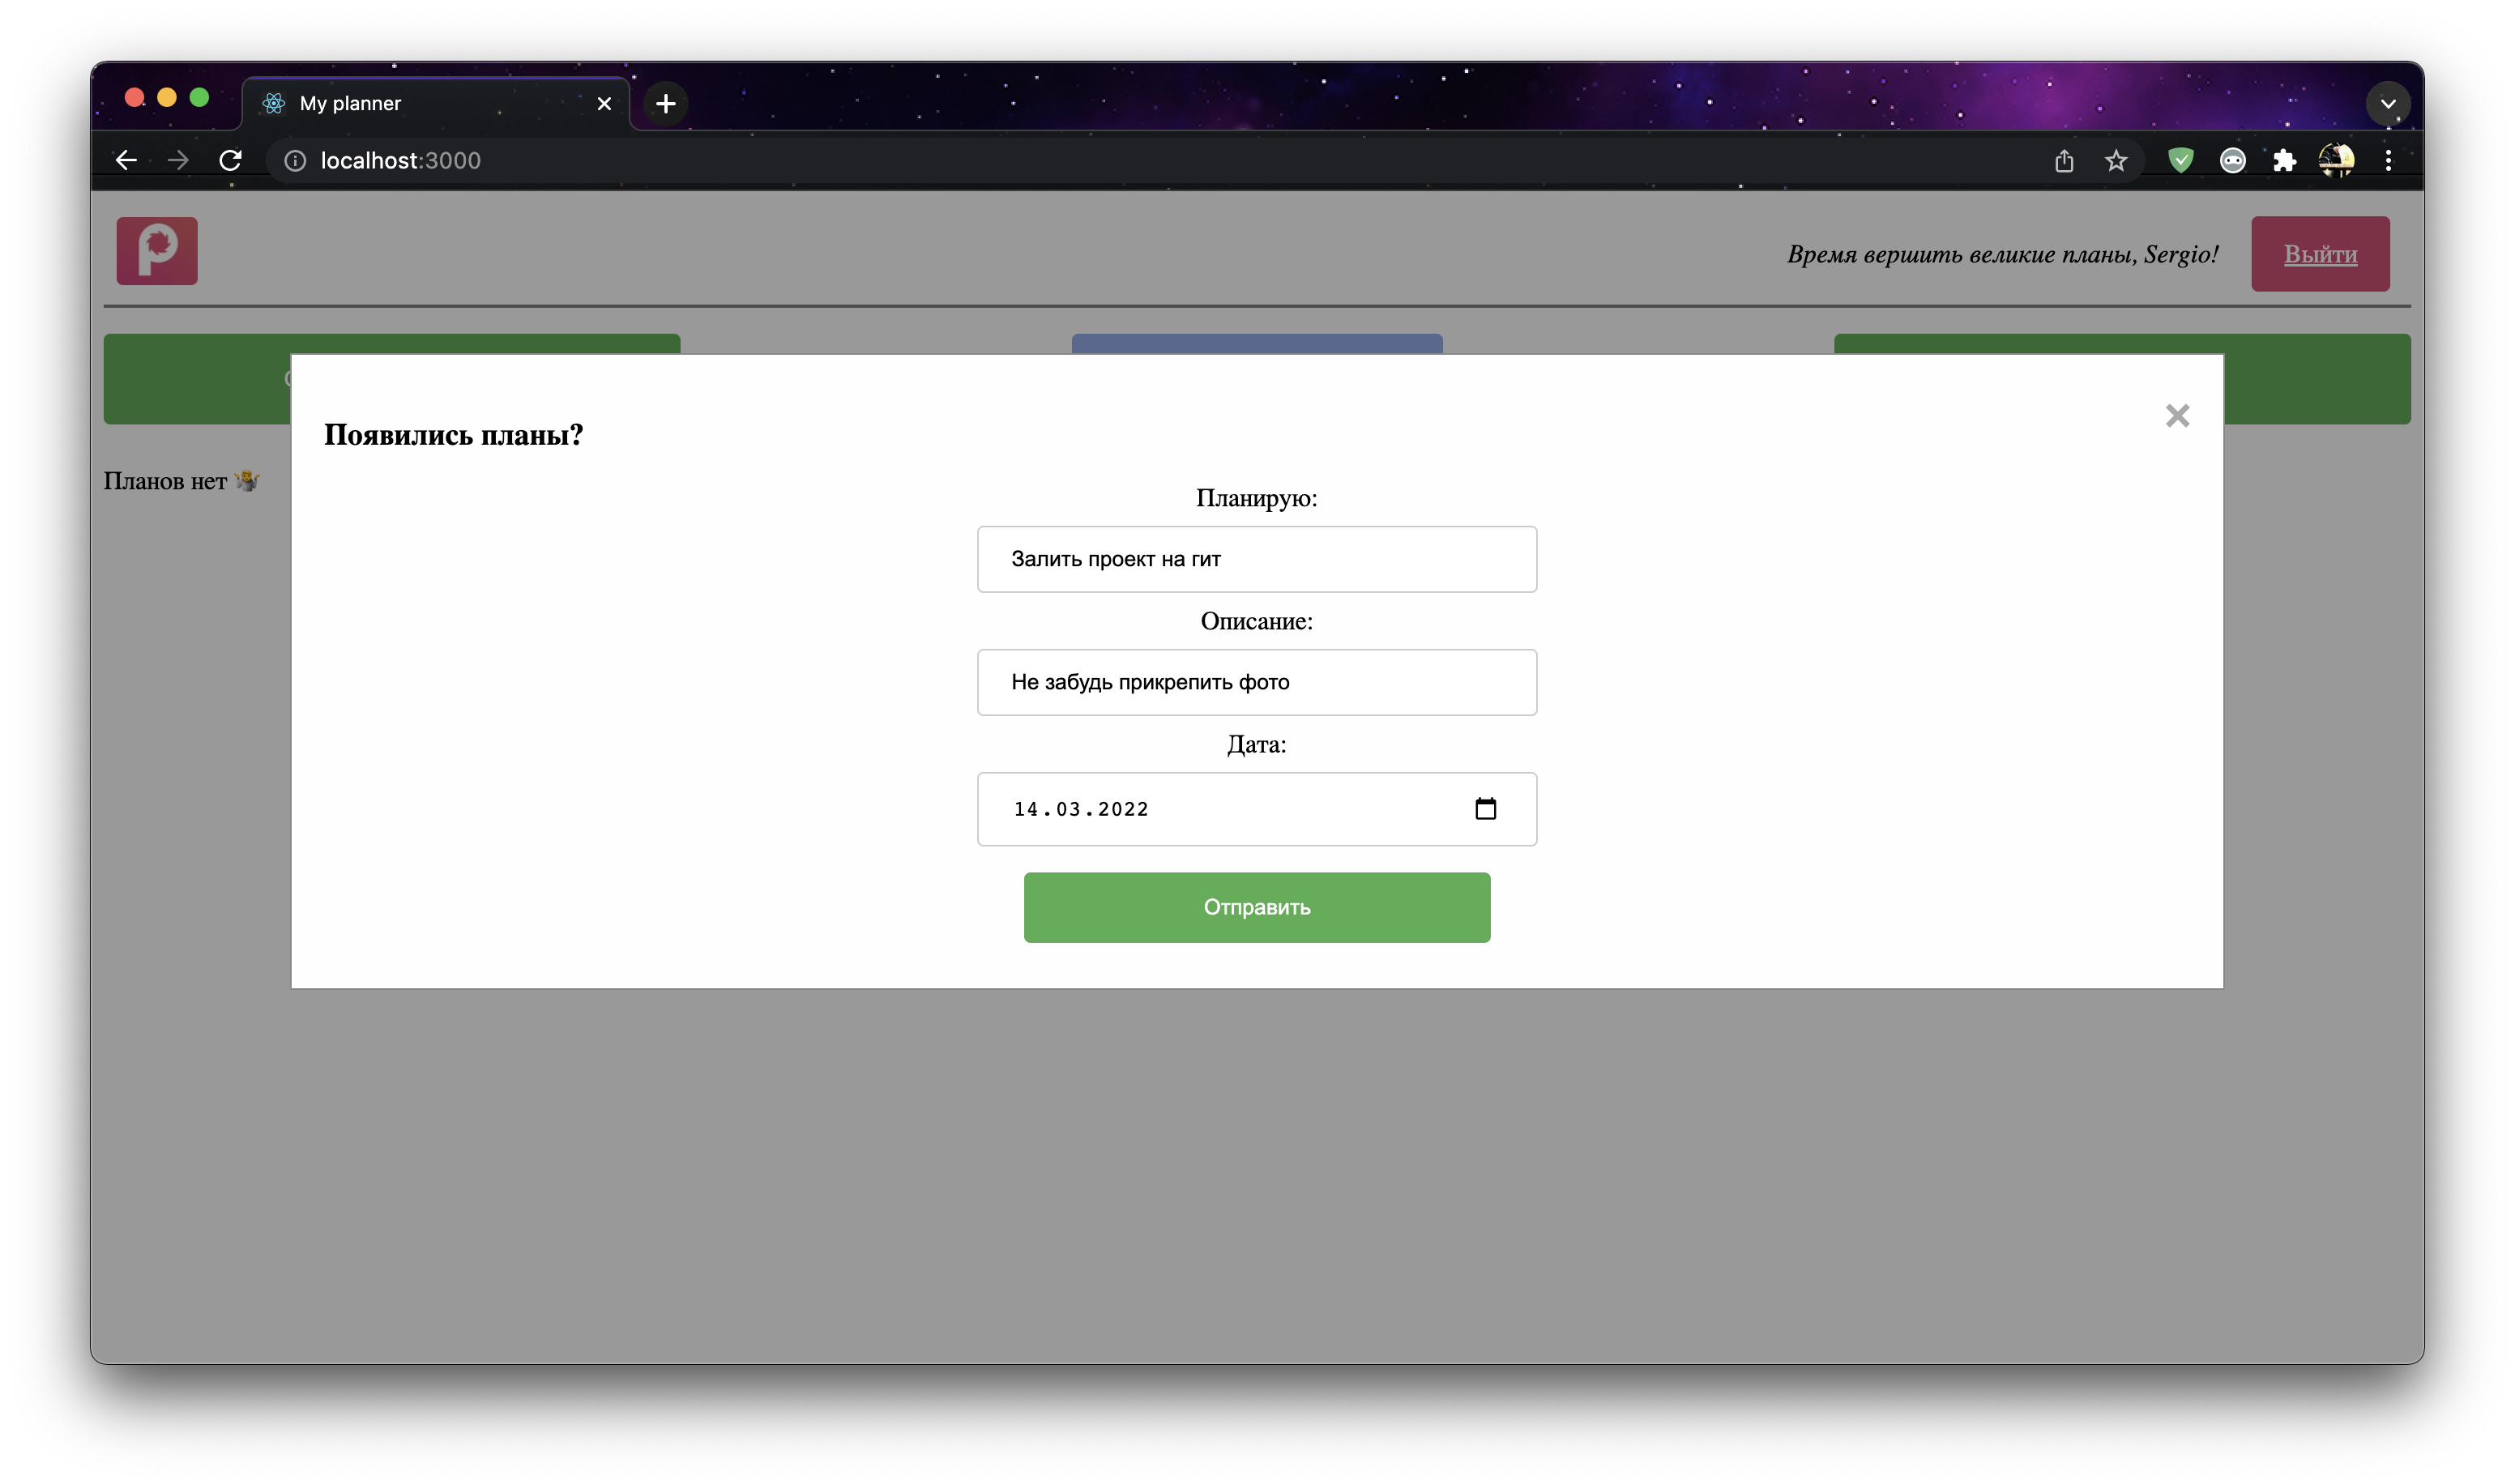 My planner
localhost:3000
Время вершить великие планы, Sergio!
Выйти
Появились планы?
Планов нет 🤷
Планирую:
Залить проект на гит
Описание:
Не забудь прикрепить фото
Дата:
14.03.2022
Отправить